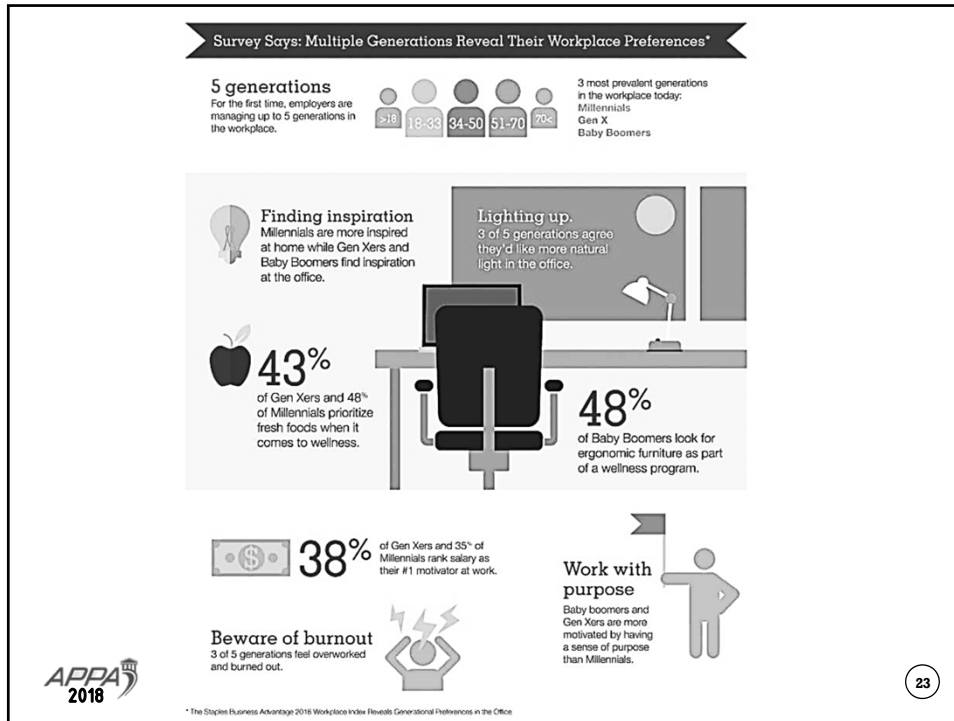 Survey Says: Multiple Generations Reveal Their Workplace Preferences*
5 generations
For the first time, employers are
managing up to 5 generations in
the workplace.
>18 18-33 34-50 51-70 70<
3 most prevalent generations
in the workplace today:
Millennials
Gen X
Baby Boomers
Finding inspiration
Millennials are more inspired
at home while Gen Xers and
Baby Boomers find inspiration
at the office.
Lighting up.
3 of 5 generations agree
they'd like more natural
light in the office.
43%
of Gen Xers and 48%
of Millennials prioritize
fresh foods when it
comes to wellness.
48%
of Baby Boomers look for
ergonomic furniture as part
of a wellness program.
$
38%
of Gen Xers and 35% of
Millennials rank salary as
their #1 motivator at work.
Work with
purpose
Baby boomers and
Gen Xers are more
motivated by having
a sense of purpose
than Millennials.
Beware of burnout
3 of 5 generations feel overworked
and burned out.
APPA
2018
23
* The Staples Business Advantage 2016 Workplace Index Reveals Generational Preferences in the Office